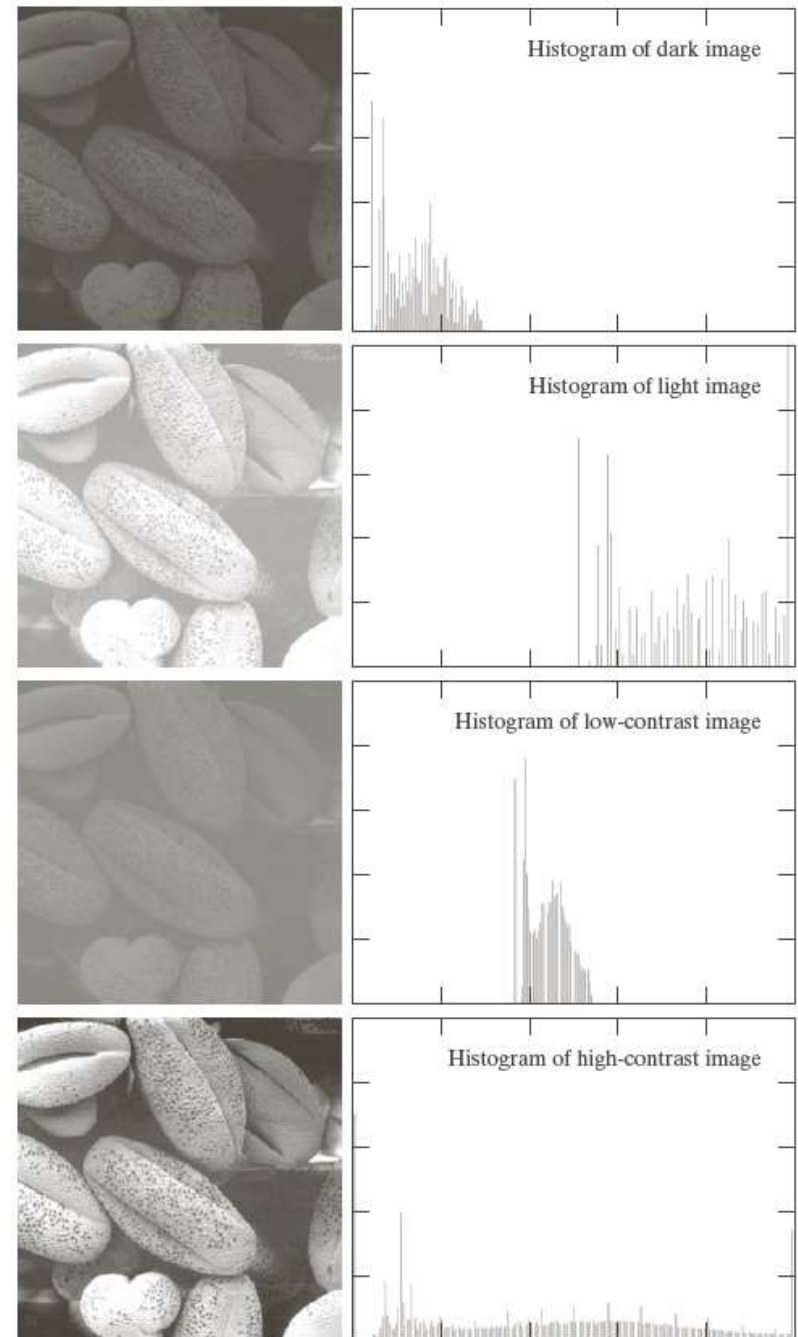 Histogram of dark image
Histogram of light image
Histogram of low-contrast image
Histogram of high-contrast image